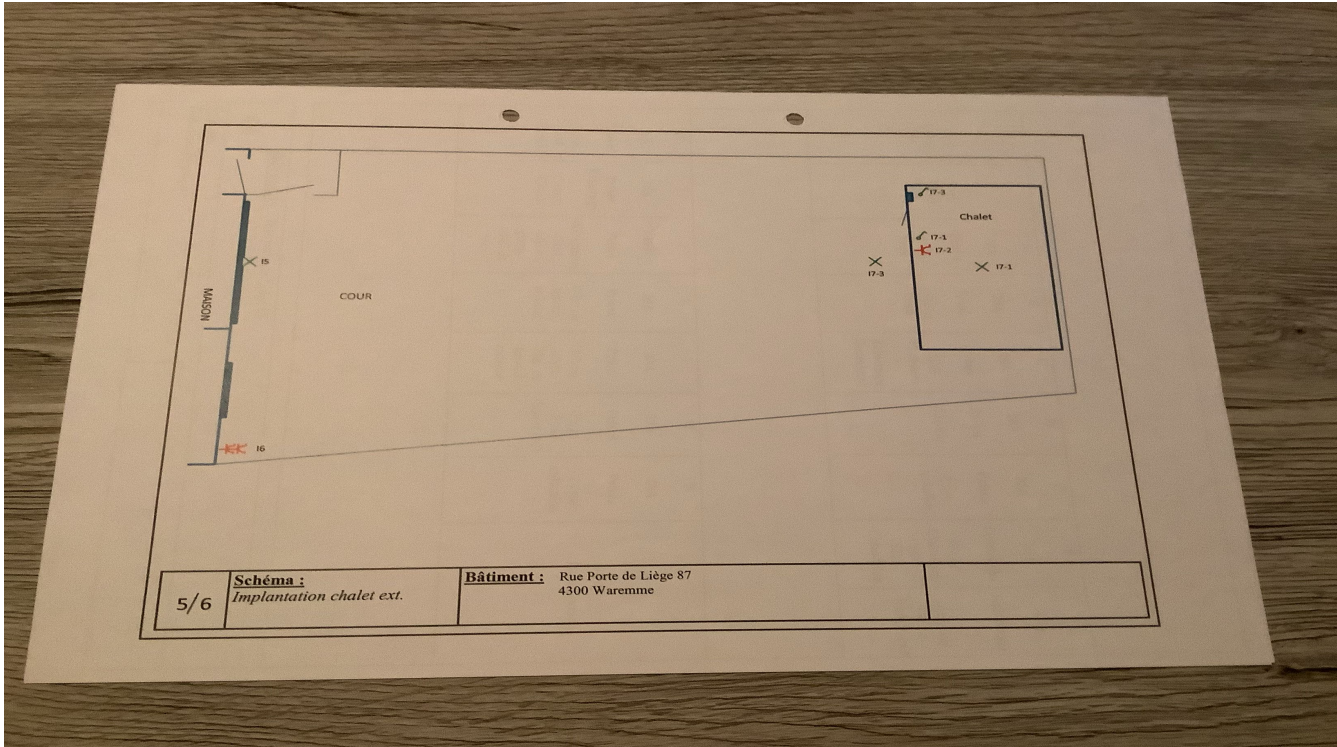 I7-3
Chalet
I7-1
I7-2
I5
I7-3
I7-1
MAISON
COUR
I6
5/6
Schéma :
Implantation chalet ext.
Bâtiment : Rue Porte de Liège 87
4300 Waremme